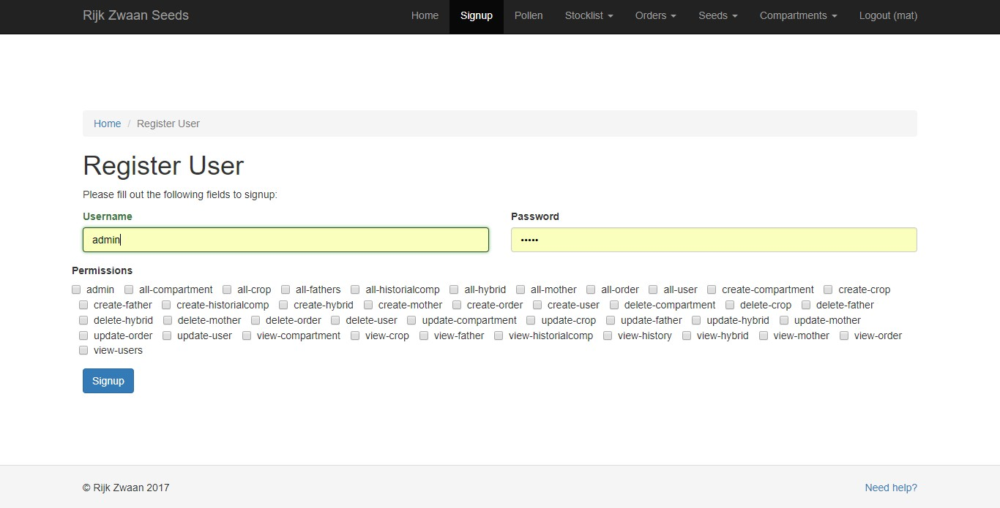 Rijk Zwaan Seeds Home Signup Pollen Stocklist Orders Seeds Compartments Logout (mat)
Home / Register User
Register User
Please fill out the following fields to signup:
Username Password
admin •••••
Permissions
admin all-compartment all-crop all-fathers all-historialcomp all-hybrid all-mother all-order all-user create-compartment create-crop
create-father create-historialcomp create-hybrid create-mother create-order create-user delete-compartment delete-crop delete-father
delete-hybrid delete-mother delete-order delete-user update-compartment update-crop update-father update-hybrid update-mother
update-order update-user view-compartment view-crop view-father view-historialcomp view-history view-hybrid view-mother view-order
view-users
Signup
© Rijk Zwaan 2017 Need help?